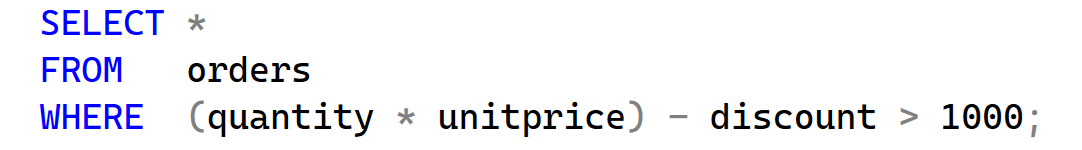 SELECT *
FROM   orders
WHERE  (quantity * unitprice) - discount > 1000;